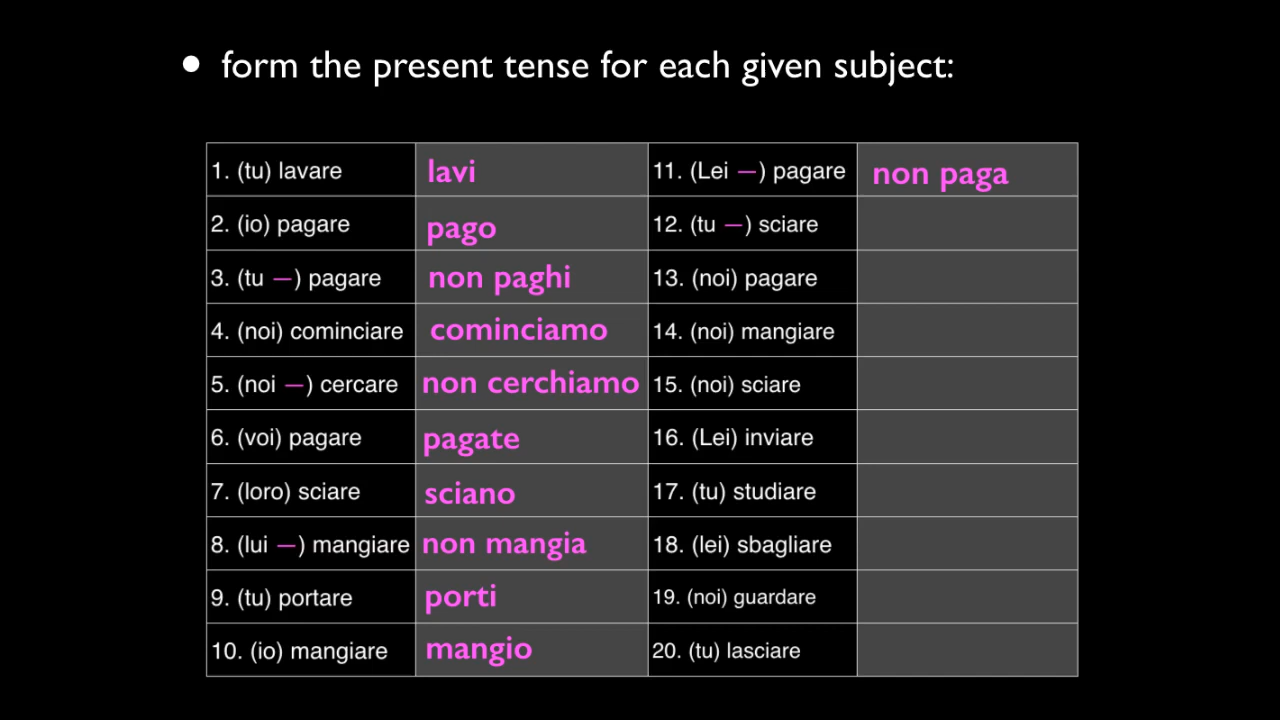 • form the present tense for each given subject:
1. (tu) lavare lavi 11. (Lei —) pagare non paga
2. (io) pagare pago 12. (tu —) sciare
3. (tu —) pagare non paghi 13. (noi) pagare
4. (noi) cominciare cominciamo 14. (noi) mangiare
5. (noi —) cercare non cerchiamo 15. (noi) sciare
6. (voi) pagare pagate 16. (Lei) inviare
7. (loro) sciare sciano 17. (tu) studiare
8. (lui —) mangiare non mangia 18. (lei) sbagliare
9. (tu) portare porti 19. (noi) guardare
10. (io) mangiare mangio 20. (tu) lasciare